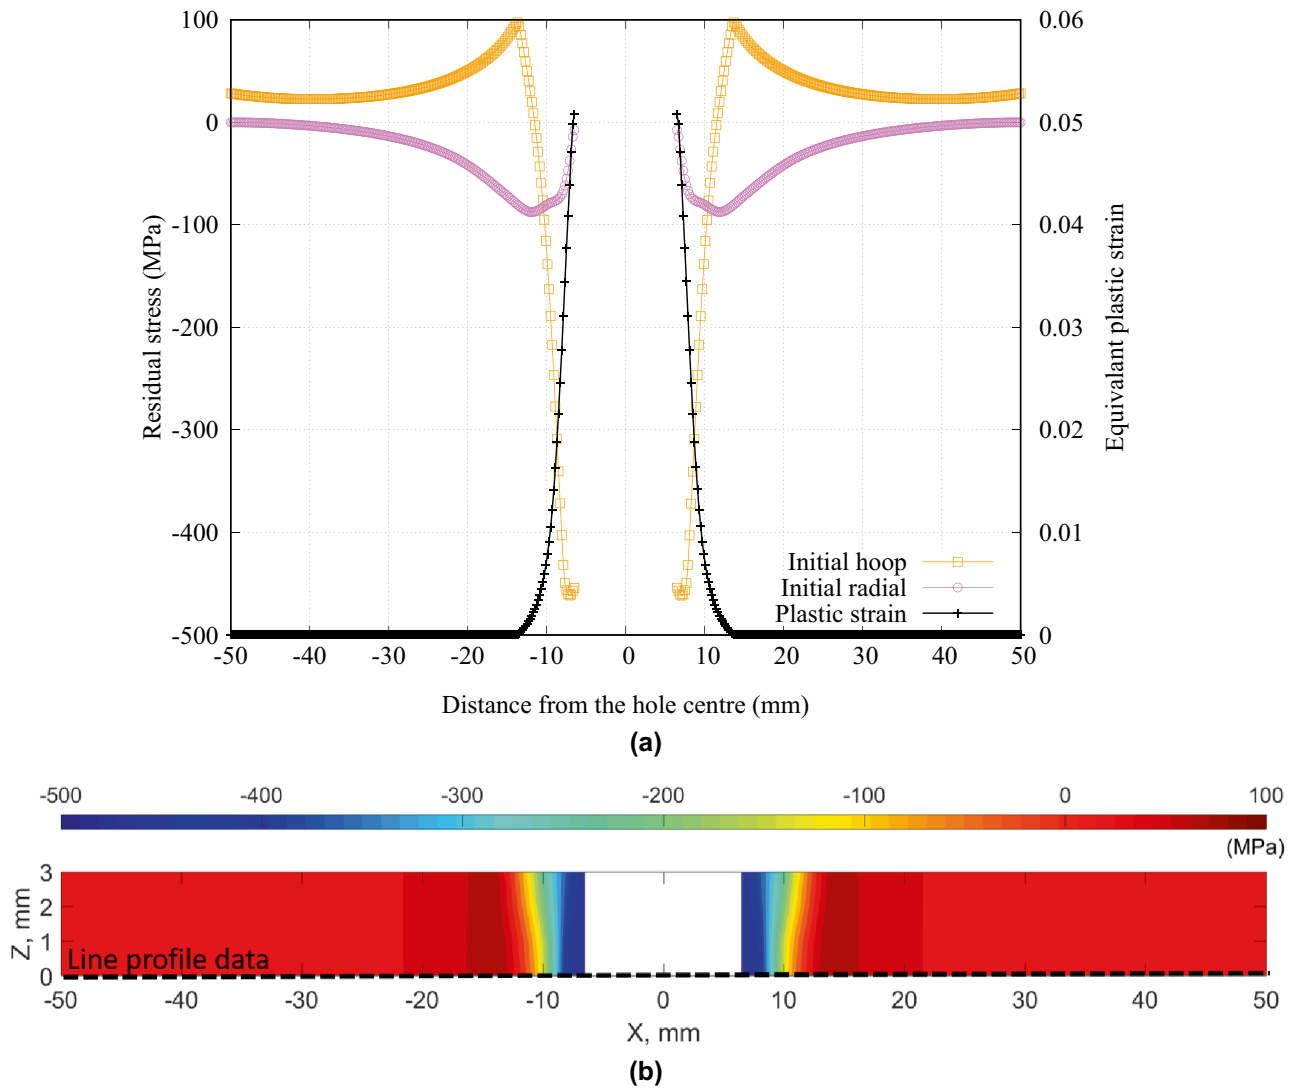 100
0
-100
-200
-300
-400
-500
Residual stress (MPa)
0.06
0.05
0.04
0.03
0.02
0.01
0
Equivalant plastic strain
Initial hoop
Initial radial
Plastic strain
-50 -40 -30 -20 -10 0 10 20 30 40 50
Distance from the hole centre (mm)
(a)
-500 -400 -300 -200 -100 0 100
(MPa)
3
2
1
0
Z, mm
Line profile data
-50 -40 -30 -20 -10 0 10 20 30 40 50
X, mm
(b)